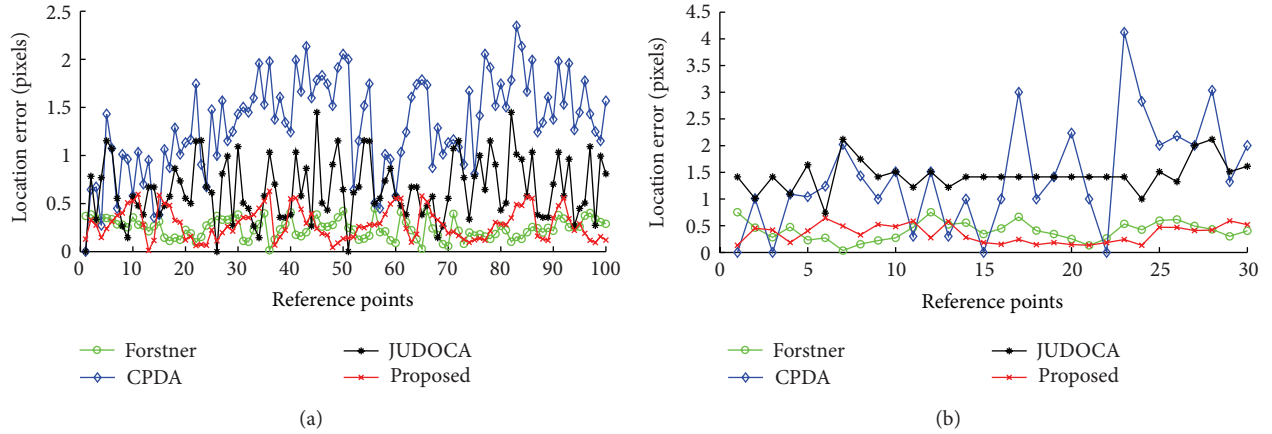 2.5
2
1.5
1
0.5
0
Location error (pixels)
0 10 20 30 40 50 60 70 80 90 100
Reference points
Forstner
CPDA
JUDOCA
Proposed
(a)
4.5
4
3.5
3
2.5
2
1.5
1
0.5
0
Location error (pixels)
0 5 10 15 20 25 30
Reference points
Forstner
CPDA
JUDOCA
Proposed
(b)